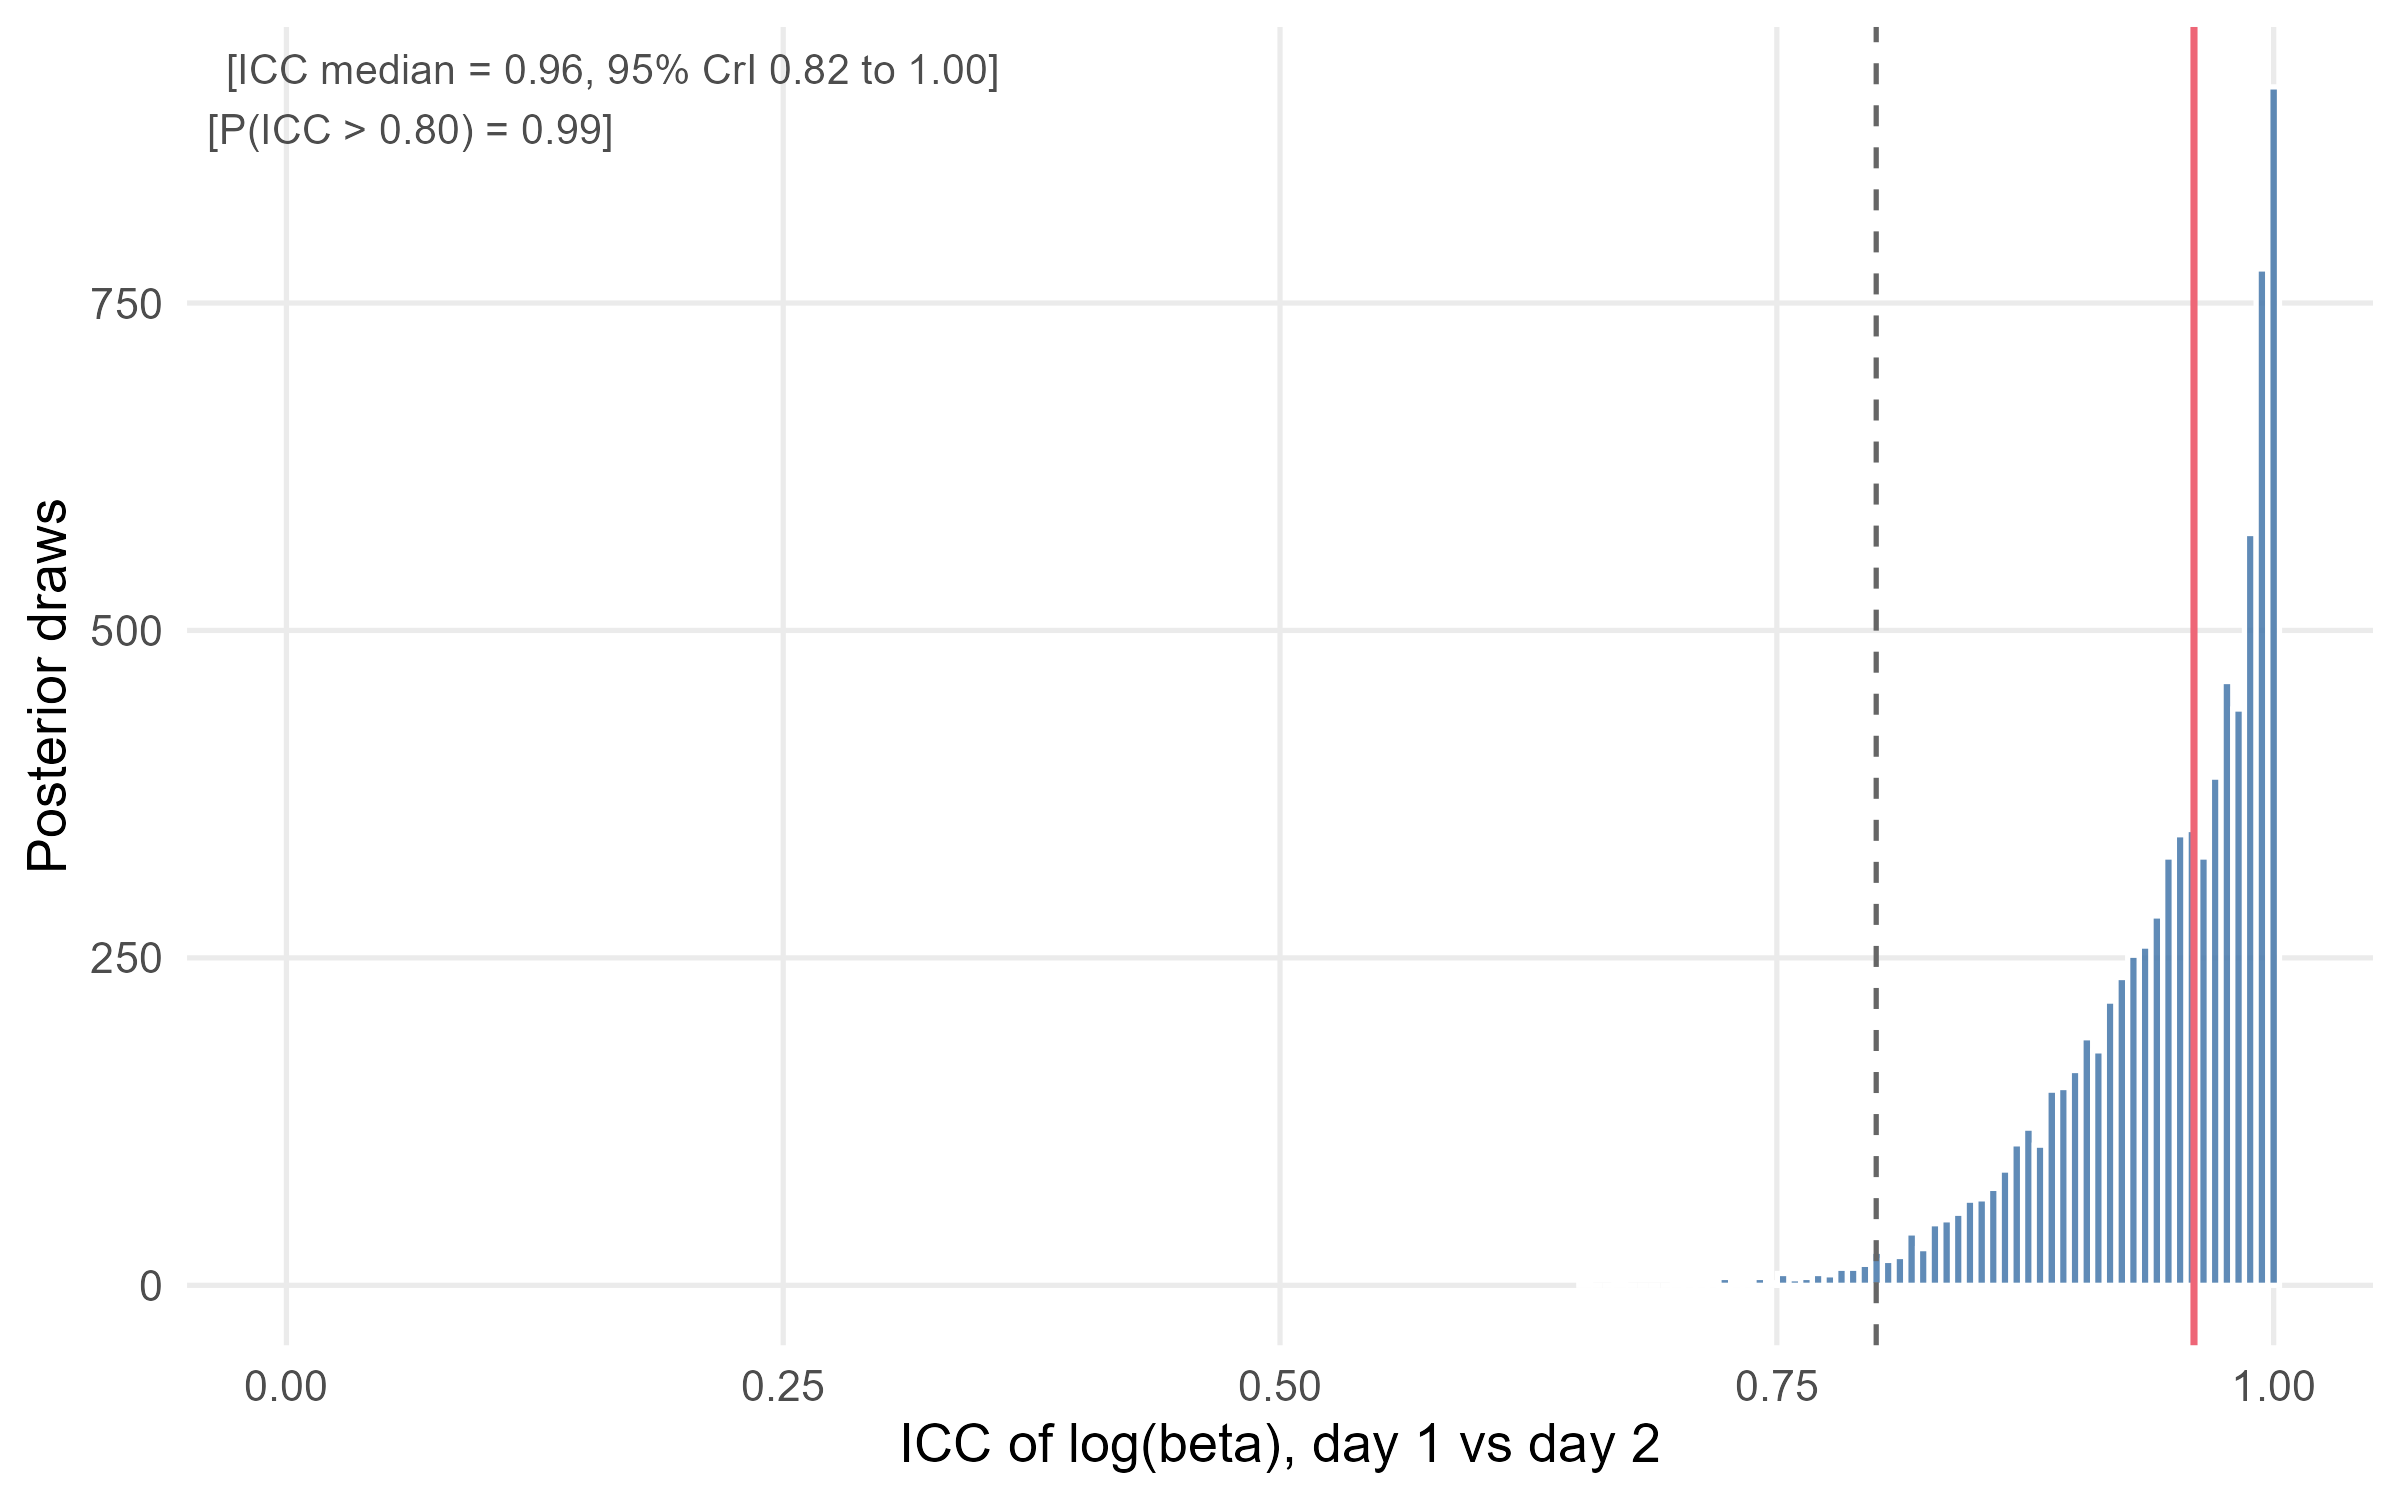 [ICC median = 0.96, 95% CrI 0.82 to 1.00]
[P(ICC > 0.80) = 0.99]
Posterior draws
750
500
250
0
0.00
0.25
0.50
0.75
1.00
ICC of log(beta), day 1 vs day 2